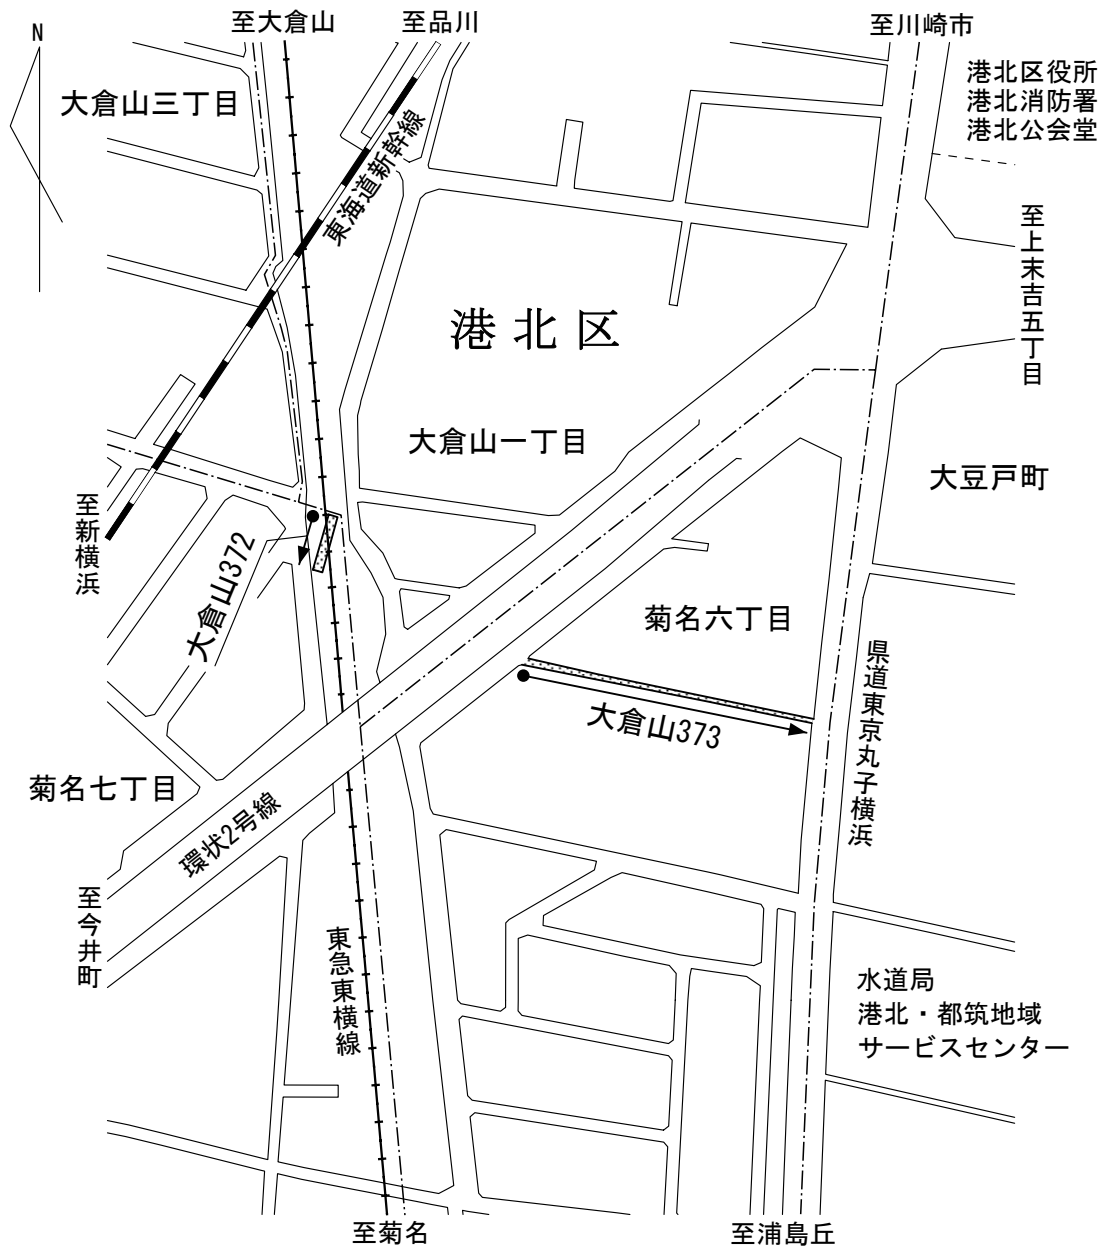 N
至大倉山
至品川
至川崎市
港北区役所
港北消防署
港北公会堂
大倉山三丁目
東海道新幹線
至上末吉五丁目
港北区
大倉山一丁目
大豆戸町
至新横浜
大倉山372
菊名六丁目
県道東京丸子横浜
大倉山373
菊名七丁目
環状2号線
至今井町
東急東横線
水道局
港北・都筑地域
サービスセンター
至菊名
至浦島丘